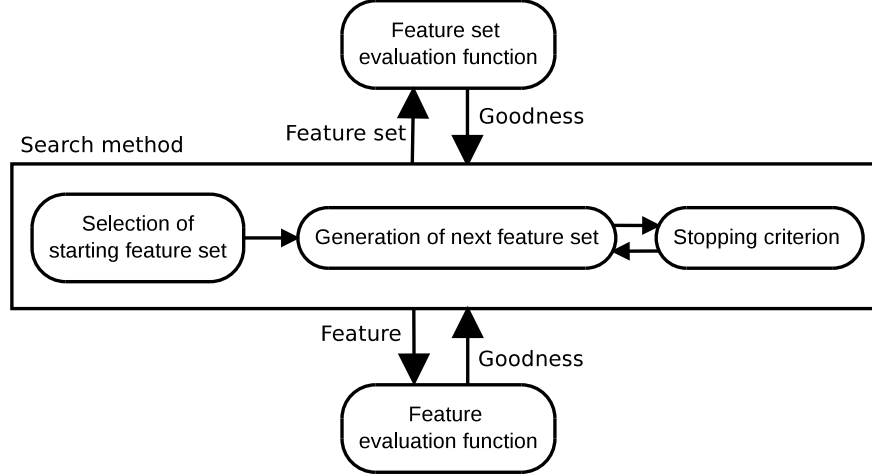 Feature set
evaluation function
Goodness
Feature set
Search method
Selection of
starting feature set
Generation of next feature set
Stopping criterion
Feature
Goodness
Feature
evaluation function